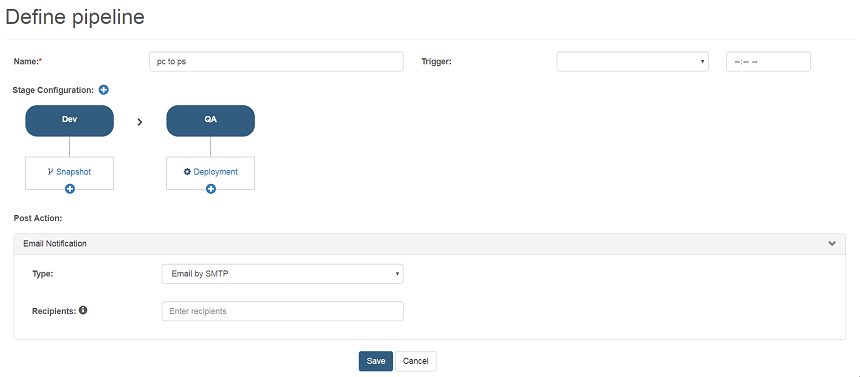 Define pipeline
Name:* pc to ps Trigger: --:-- --
Stage Configuration:
Dev > QA
Snapshot Deployment
Post Action:
Email Notification
Type: Email by SMTP
Recipients: Enter recipients
Save Cancel